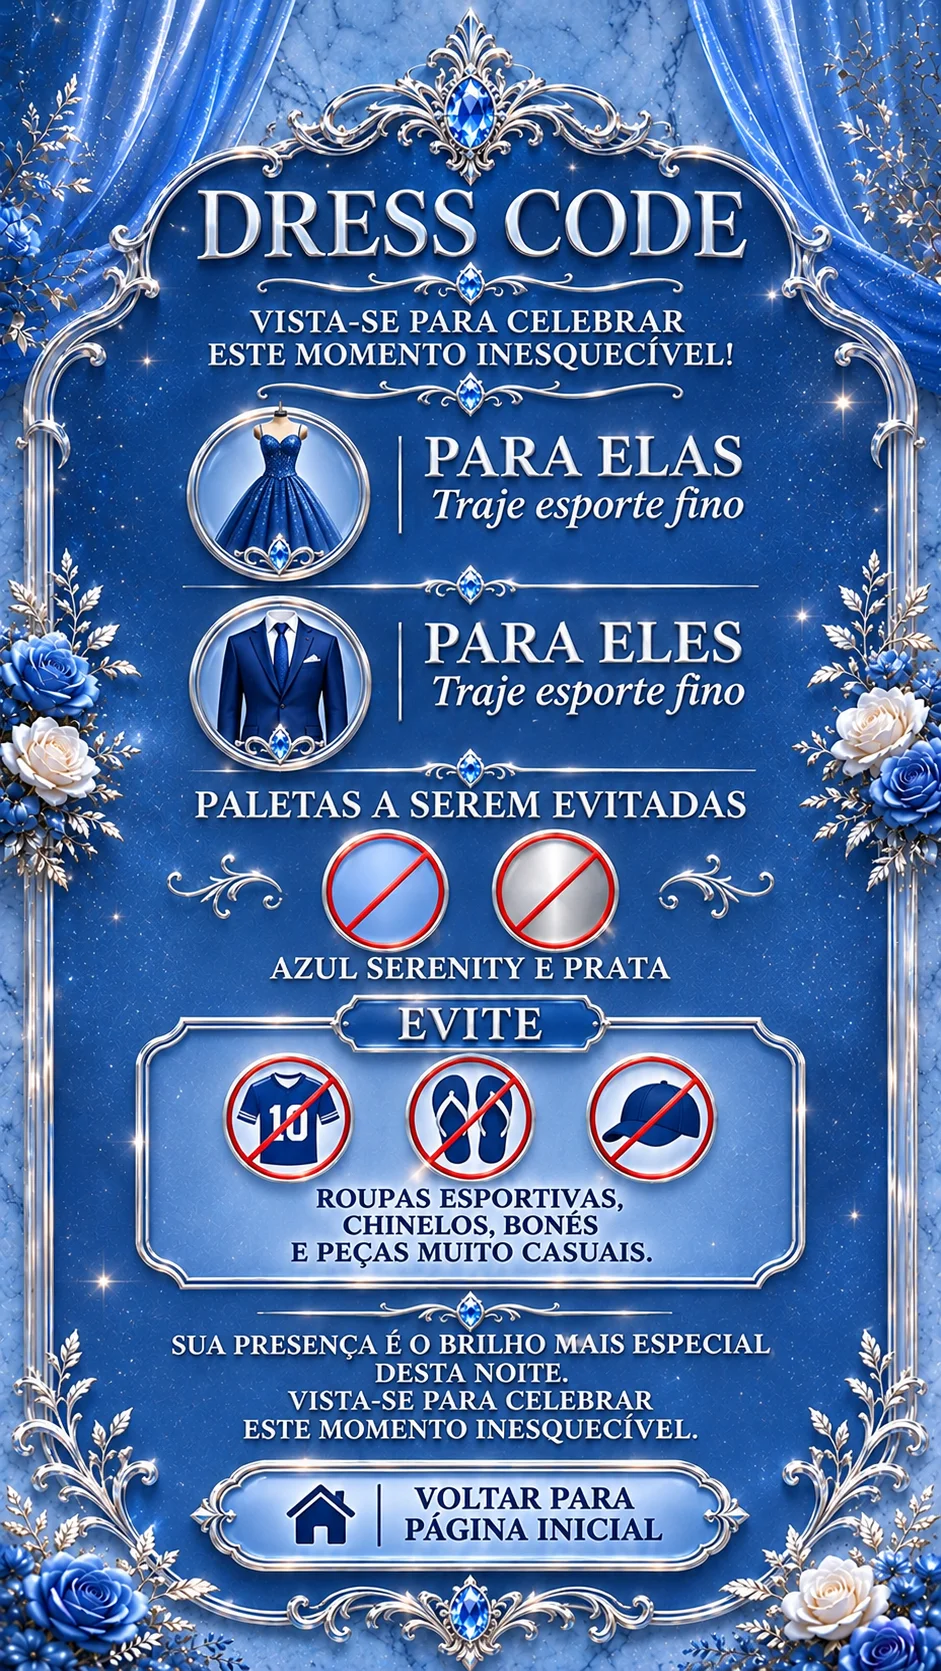 DRESS CODE
VISTA-SE PARA CELEBRAR
ESTE MOMENTO INESQUECÍVEL!
PARA ELAS
Traje esporte fino
PARA ELES
Traje esporte fino
PALETAS A SEREM EVITADAS
AZUL SERENITY E PRATA
EVITE
10
ROUPAS ESPORTIVAS,
CHINELOS, BONÉS
E PEÇAS MUITO CASUAIS.
SUA PRESENÇA É O BRILHO MAIS ESPECIAL
DESTA NOITE.
VISTA-SE PARA CELEBRAR
ESTE MOMENTO INESQUECÍVEL.
VOLTAR PARA
PÁGINA INICIAL